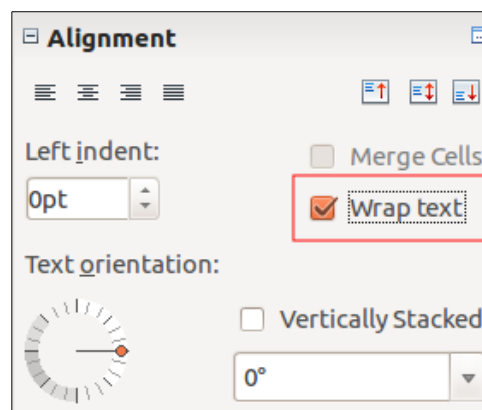 Alignment
Left indent:
Merge Cells
0pt
Wrap text
Text orientation:
Vertically Stacked
0°